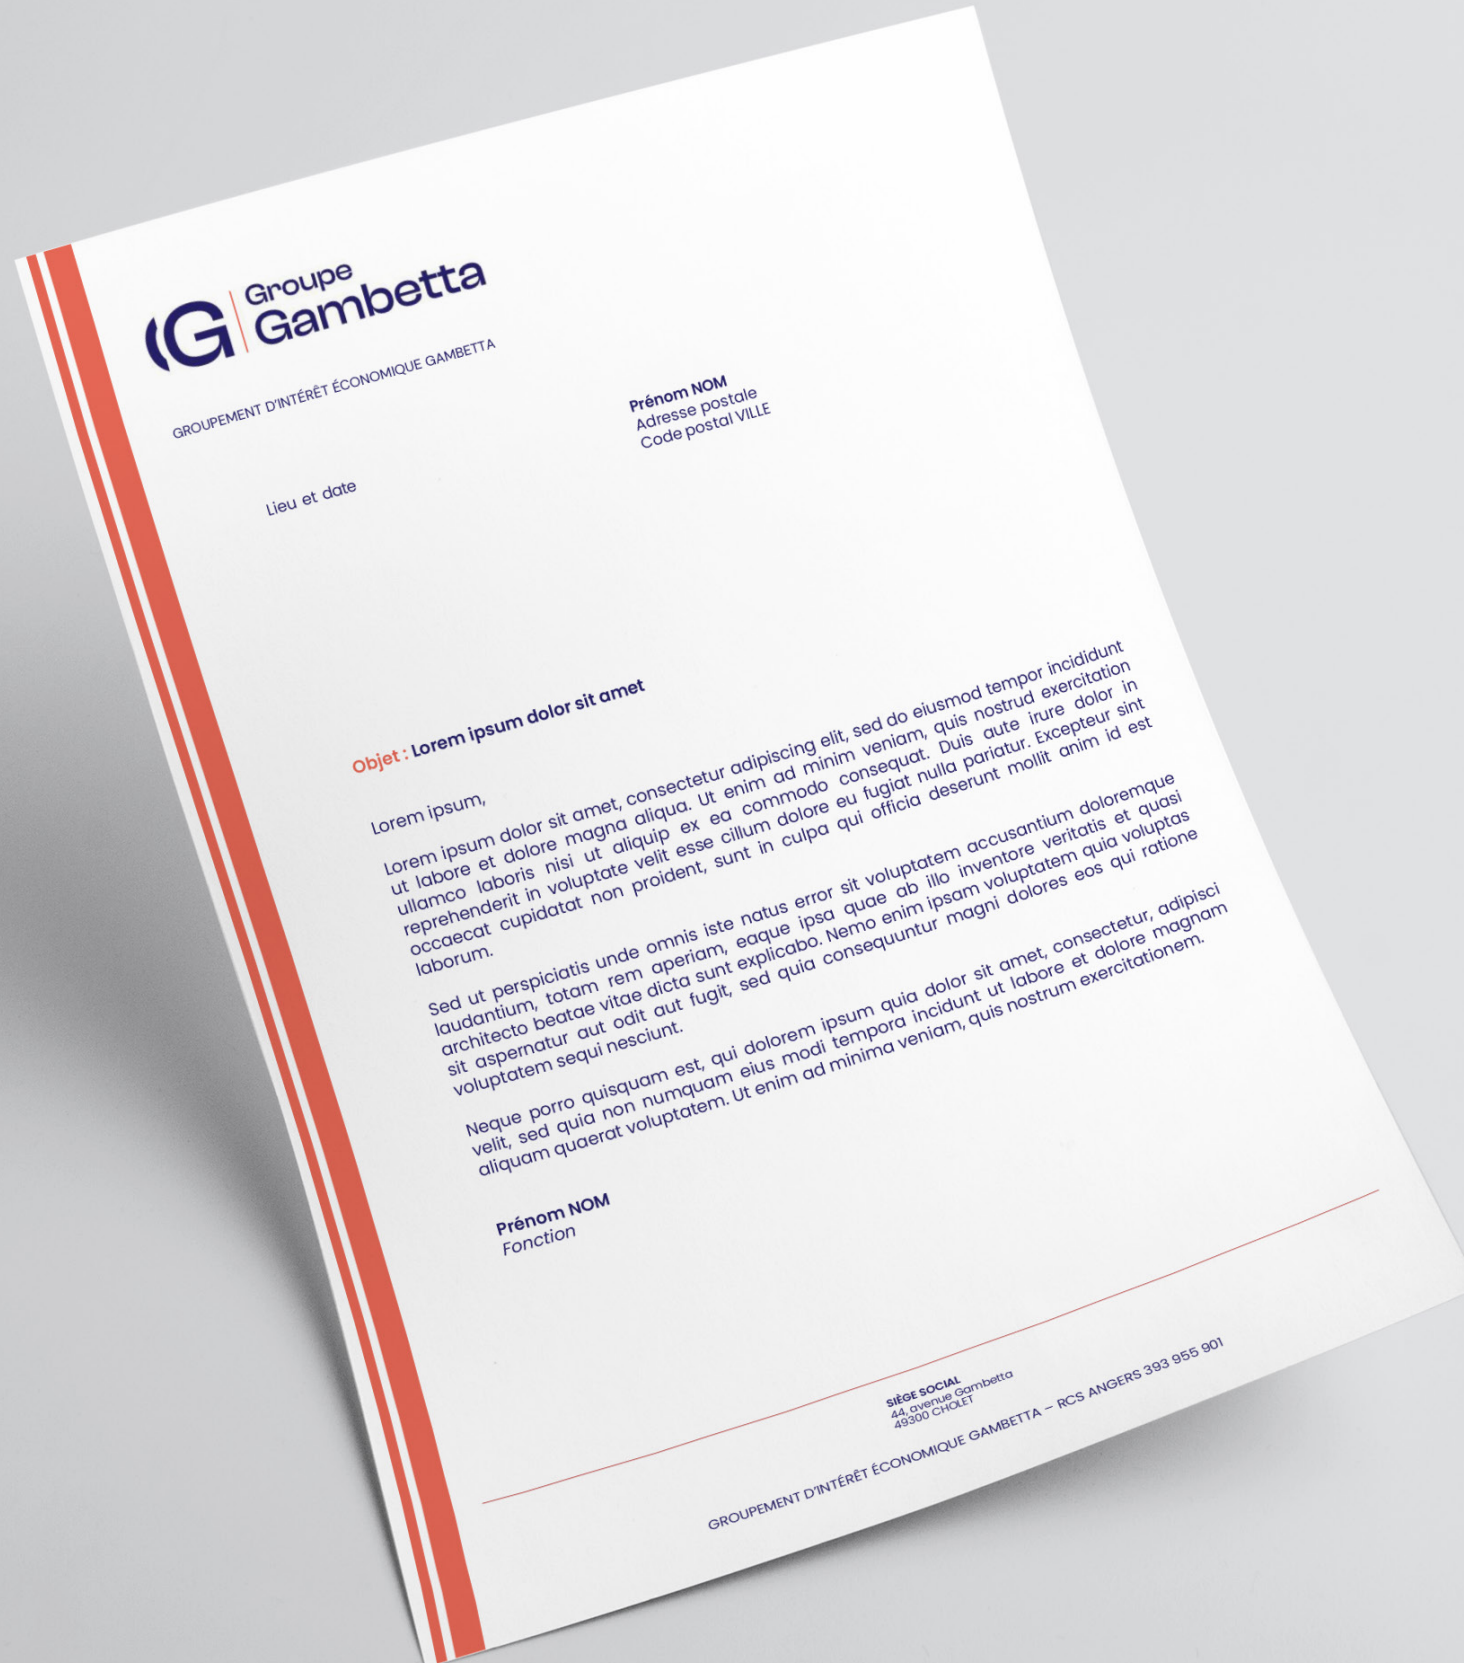 G
Groupe
Gambetta
GROUPEMENT D'INTÉRÊT ÉCONOMIQUE GAMBETTA
Prénom NOM
Adresse postale
Code postal VILLE
Lieu et date
Objet : Lorem ipsum dolor sit amet
Lorem ipsum,
Lorem ipsum dolor sit amet, consectetur adipiscing elit, sed do eiusmod tempor incididunt
ut labore et dolore magna aliqua. Ut enim ad minim veniam, quis nostrud exercitation
ullamco laboris nisi ut aliquip ex ea commodo consequat. Duis aute irure dolor in
reprehenderit in voluptate velit esse cillum dolore eu fugiat nulla pariatur. Excepteur sint
occaecat cupidatat non proident, sunt in culpa qui officia deserunt mollit anim id est
laborum.
Sed ut perspiciatis unde omnis iste natus error sit voluptatem accusantium doloremque
laudantium, totam rem aperiam, eaque ipsa quae ab illo inventore veritatis et quasi
architecto beatae vitae dicta sunt explicabo. Nemo enim ipsam voluptatem quia voluptas
sit aspernatur aut odit aut fugit, sed quia consequuntur magni dolores eos qui ratione
voluptatem sequi nesciunt.
Neque porro quisquam est, qui dolorem ipsum quia dolor sit amet, consectetur, adipisci
velit, sed quia non numquam eius modi tempora incidunt ut labore et dolore magnam
aliquam quaerat voluptatem. Ut enim ad minima veniam, quis nostrum exercitationem.
Prénom NOM
Fonction
SIÈGE SOCIAL
44, avenue Gambetta
49300 CHOLET
GROUPEMENT D'INTÉRÊT ÉCONOMIQUE GAMBETTA – RCS ANGERS 393 955 901